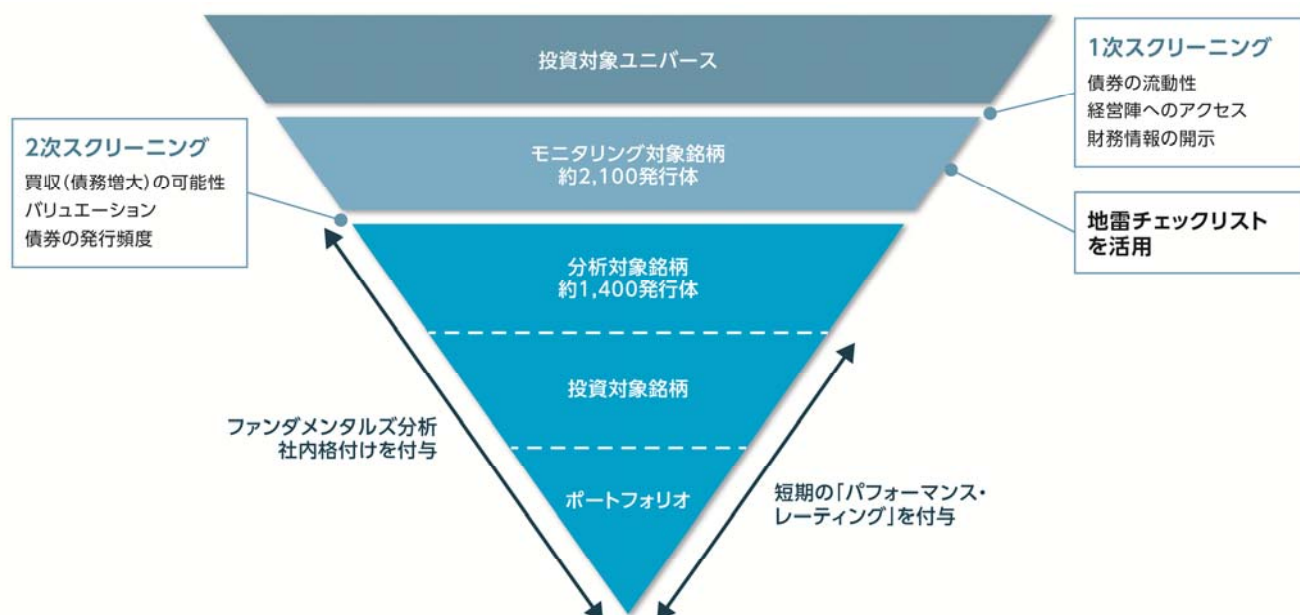 投資対象ユニバース
1次スクリーニング
債券の流動性
経営陣へのアクセス
財務情報の開示
モニタリング対象銘柄
約2,100発行体
2次スクリーニング
買収(債務増大)の可能性
バリュエーション
債券の発行頻度
地雷チェックリスト
を活用
分析対象銘柄
約1,400発行体
投資対象銘柄
ファンダメンタルズ分析
社内格付けを付与
ポートフォリオ
短期の「パフォーマンス・
レーティング」を付与